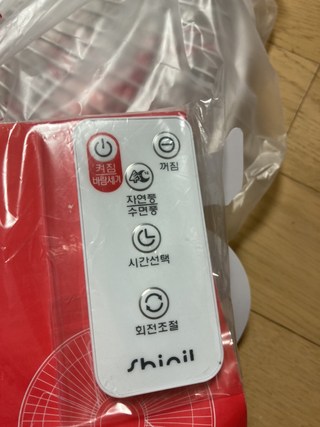 켜짐
바람세기
꺼짐
자연풍
수면풍
시간선택
회전조절
Shinil